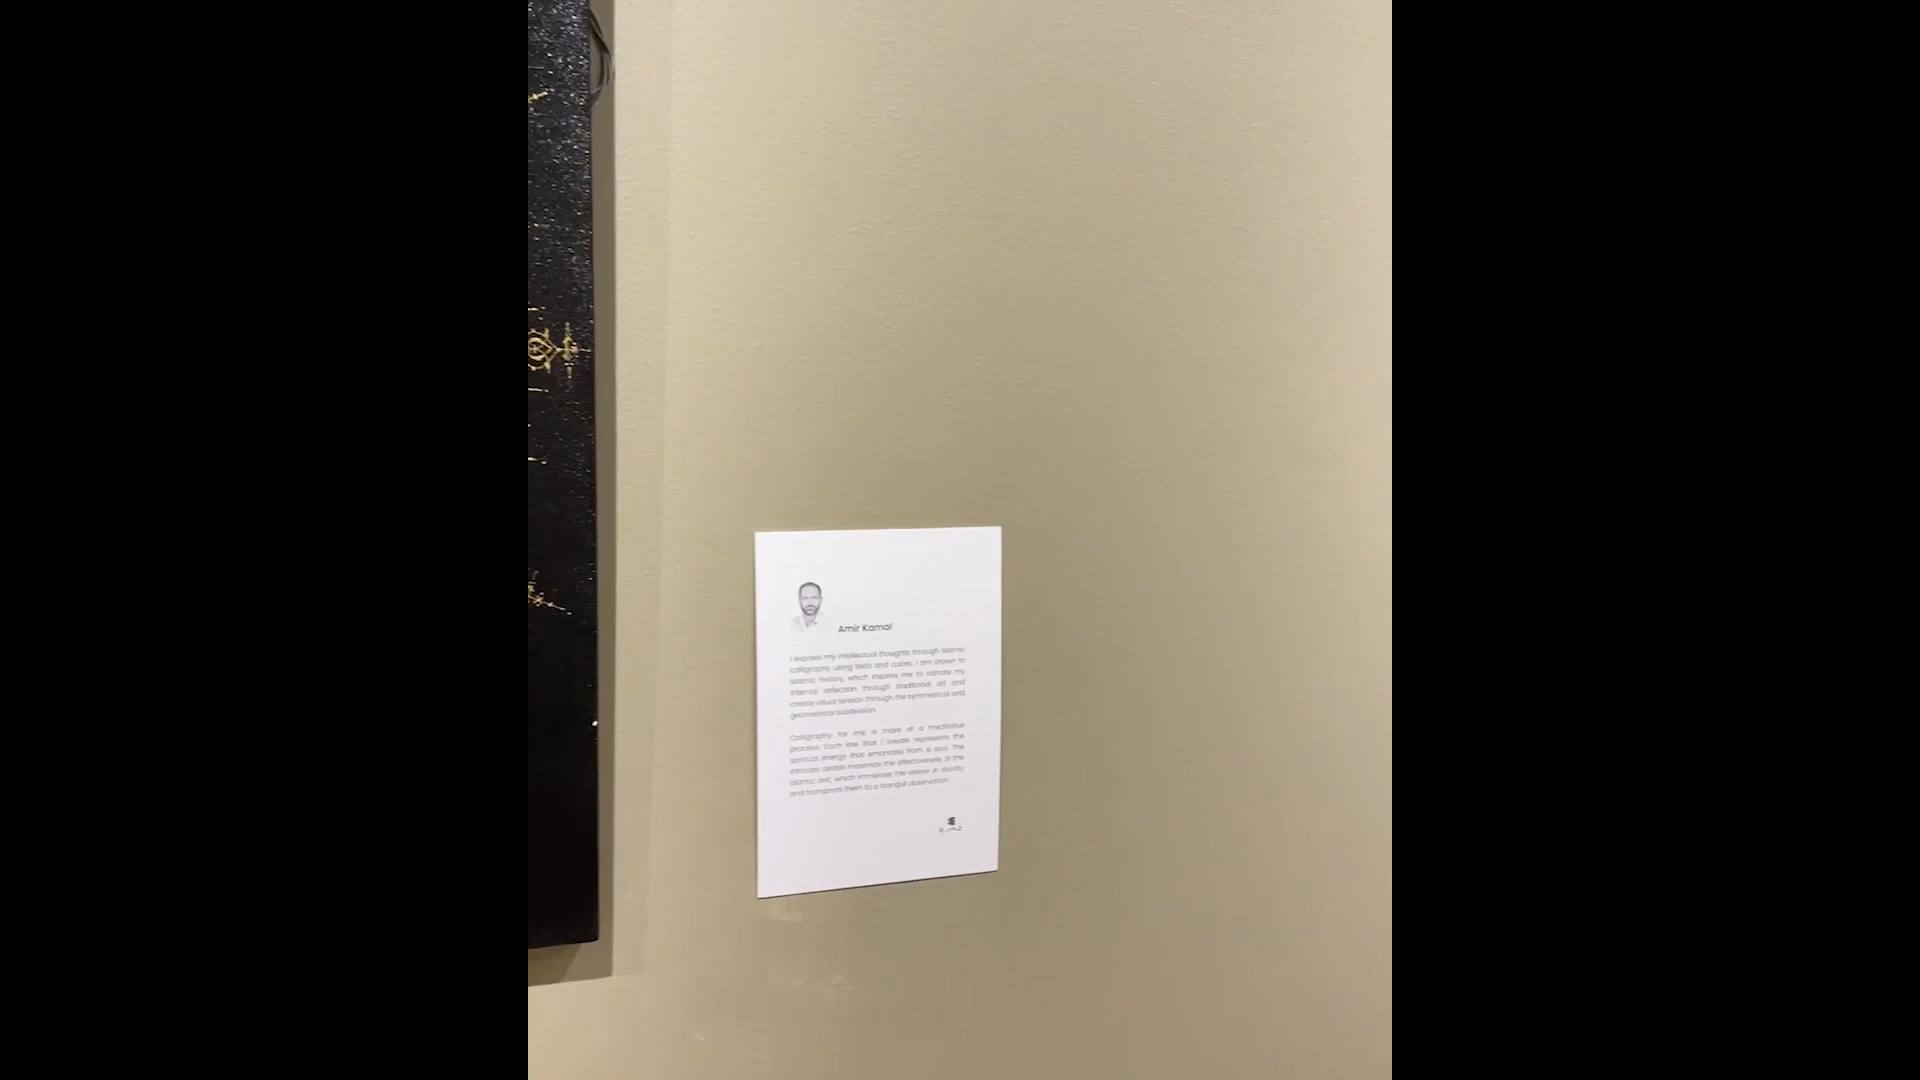 Amir Kamal
I express my intellectual thoughts through Islamic
calligraphy using texts and colors. I am drawn to
Islamic history, which inspires me to narrate my
internal reflection through traditional art and
create visual tension through the symmetrical and
geometrical subdivision.
Calligraphy for me is more of a meditative
process. Each line that I create represents the
spiritual energy that emanates from a soul. The
intricate details maximize the effectiveness of the
Islamic text, which immerses the viewer in divinity
and transports them to a tranquil observation.
EJAZ